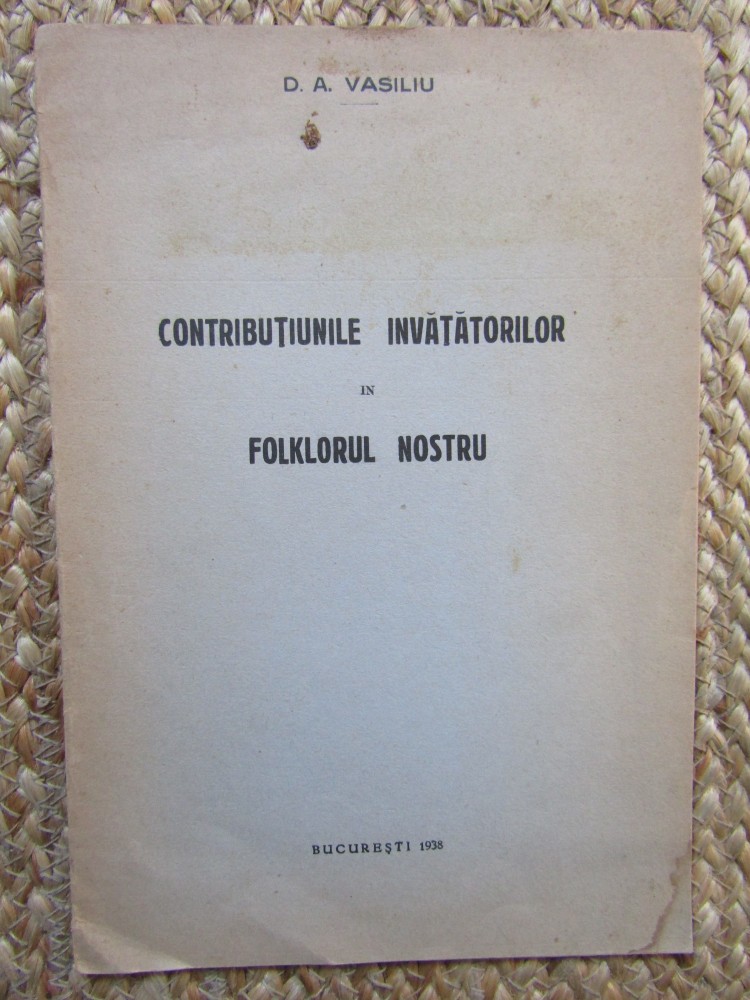 D. A. VASILIU
CONTRIBUȚIUNILE INVĂȚĂTORILOR
IN
FOLKLORUL NOSTRU
BUCUREȘTI 1938